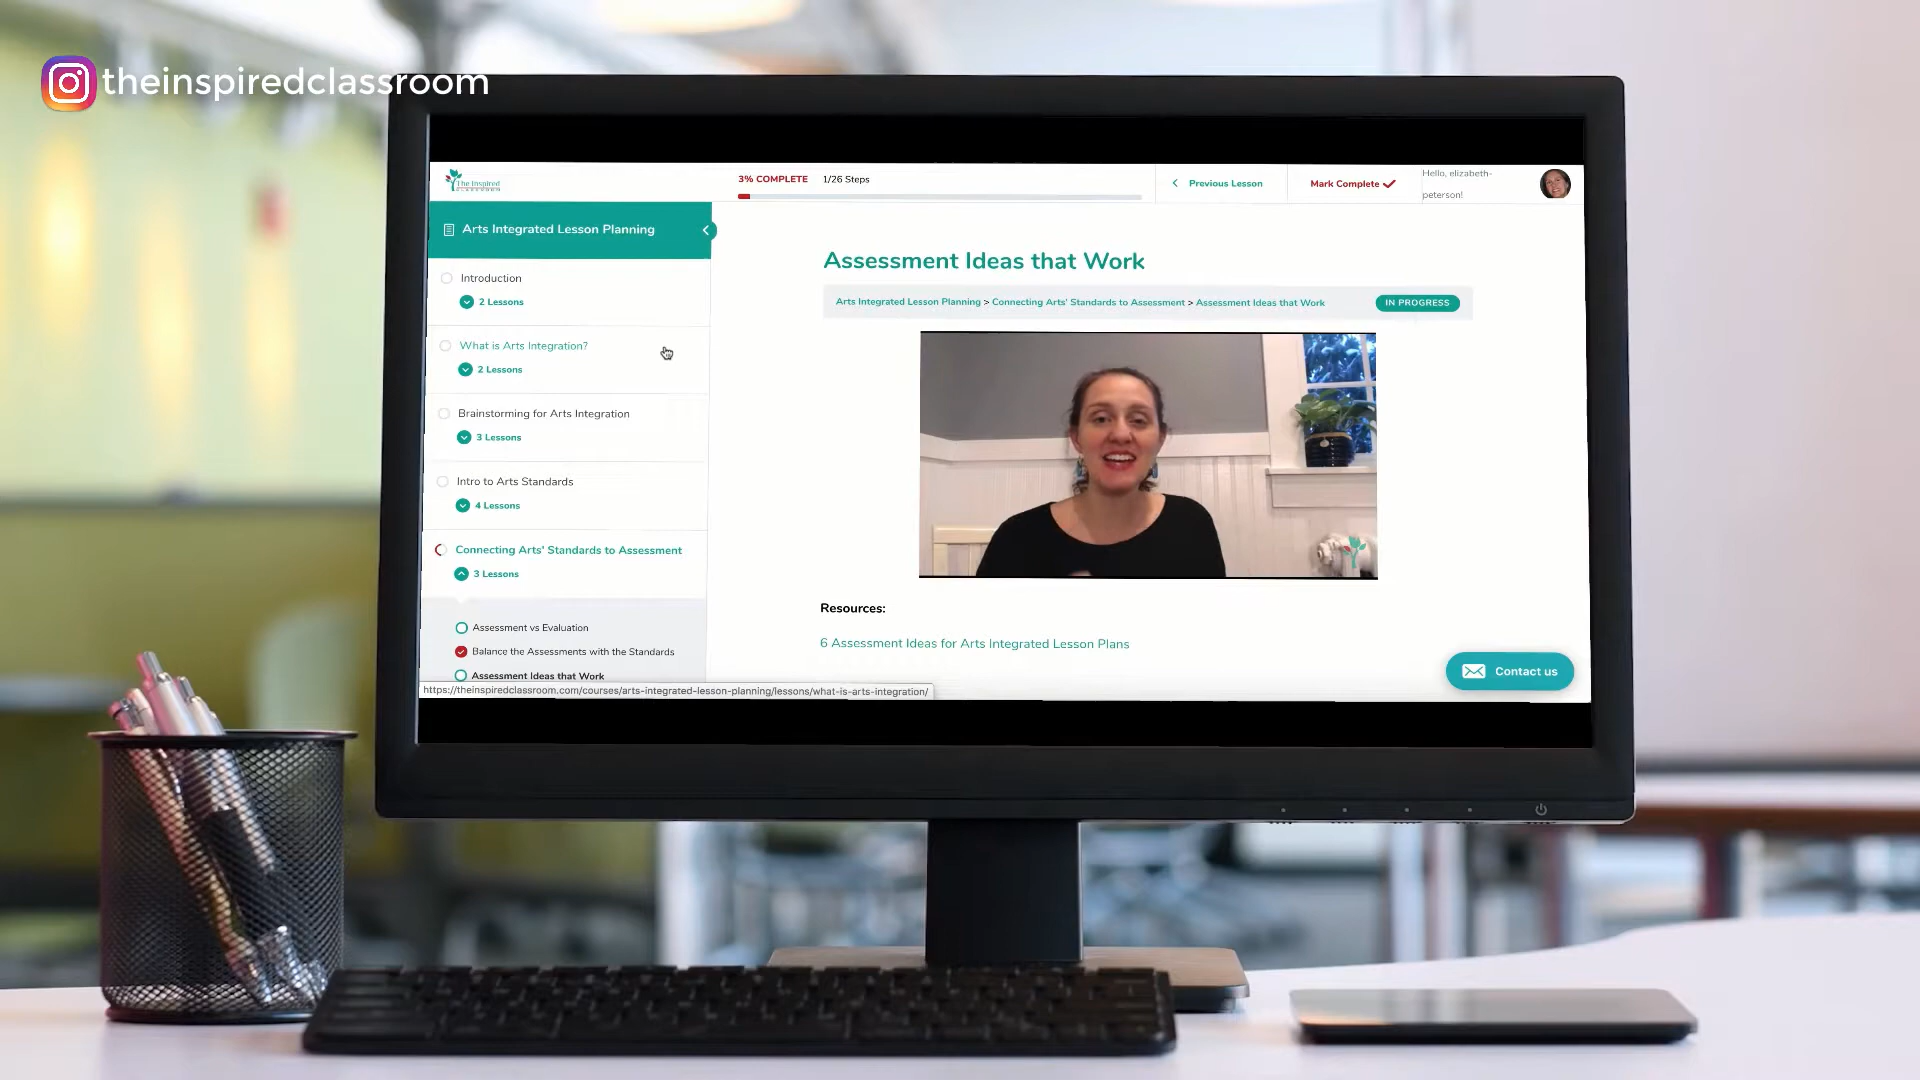 theinspiredclassroom
The Inspired
CLASSROOM
3% COMPLETE 1/26 Steps
Previous Lesson
Mark Complete
Hello, elizabeth-
peterson!
Arts Integrated Lesson Planning
Introduction
2 Lessons
What is Arts Integration?
2 Lessons
Brainstorming for Arts Integration
3 Lessons
Intro to Arts Standards
4 Lessons
Connecting Arts' Standards to Assessment
3 Lessons
Assessment vs Evaluation
Balance the Assessments with the Standards
Assessment Ideas that Work
https://theinspiredclassroom.com/courses/arts-integrated-lesson-planning/lessons/what-is-arts-integration/
Assessment Ideas that Work
Arts Integrated Lesson Planning > Connecting Arts' Standards to Assessment > Assessment Ideas that Work
IN PROGRESS
Resources:
6 Assessment Ideas for Arts Integrated Lesson Plans
Contact us